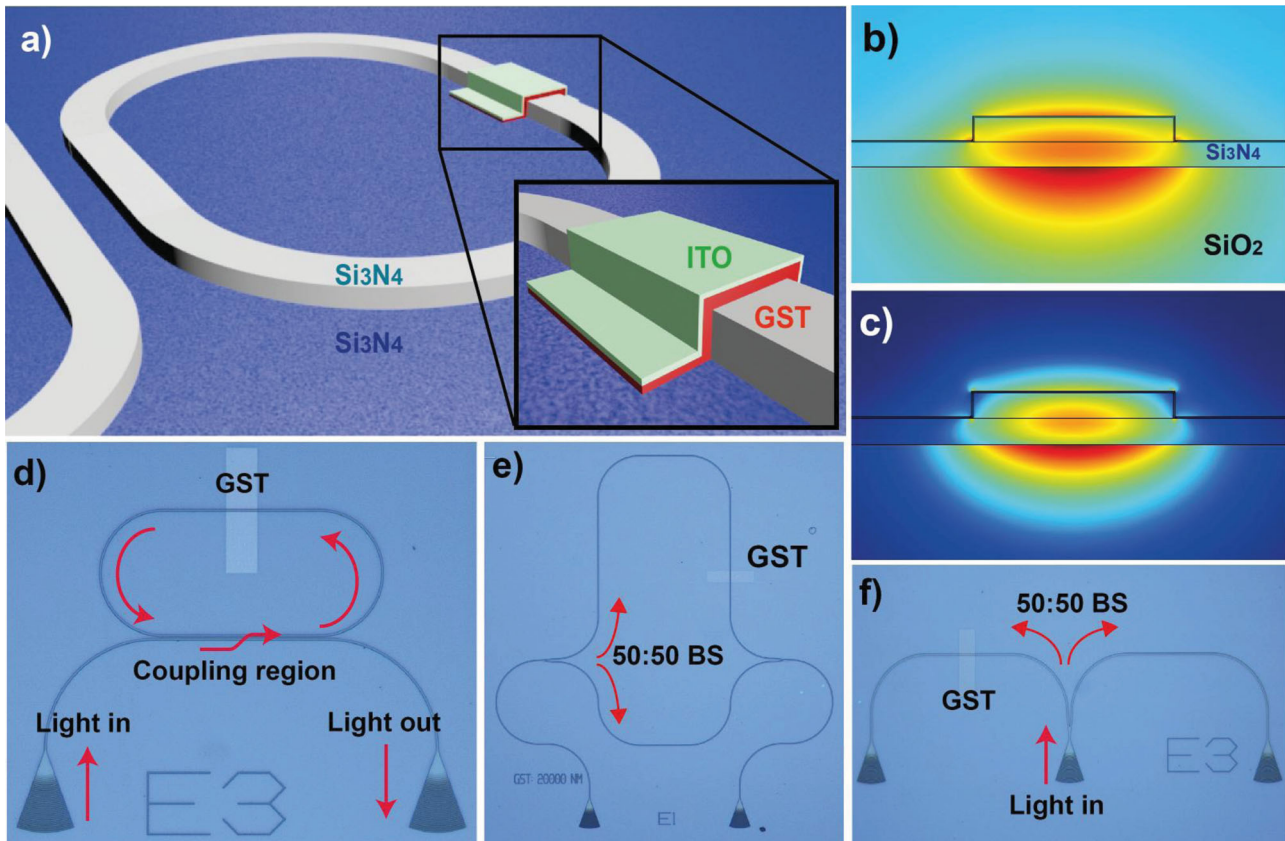 a)
Si3N4
Si3N4
ITO
GST
b)
Si3N4
SiO2
c)
d)
GST
Coupling region
Light in
Light out
E3
e)
GST
50:50 BS
GST: 20000 NM
E1
f)
50:50 BS
GST
E3
Light in